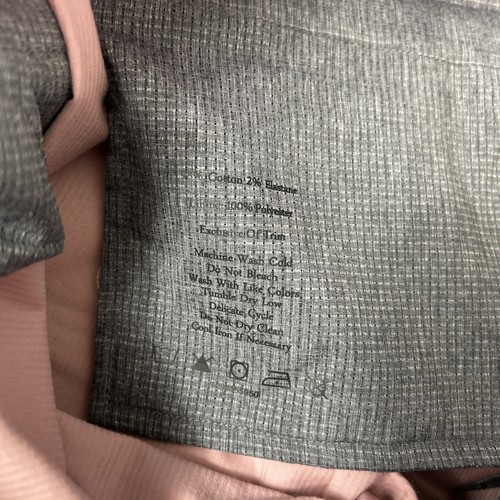 Cotton 2% Elastane
100% Polyester
Exclusive Of Trim
Machine Wash Cold
Do Not Bleach
Wash With Like Colors
Tumble Dry Low
Delicate Cycle
Do Not Dry Clean
Cool Iron If Necessary